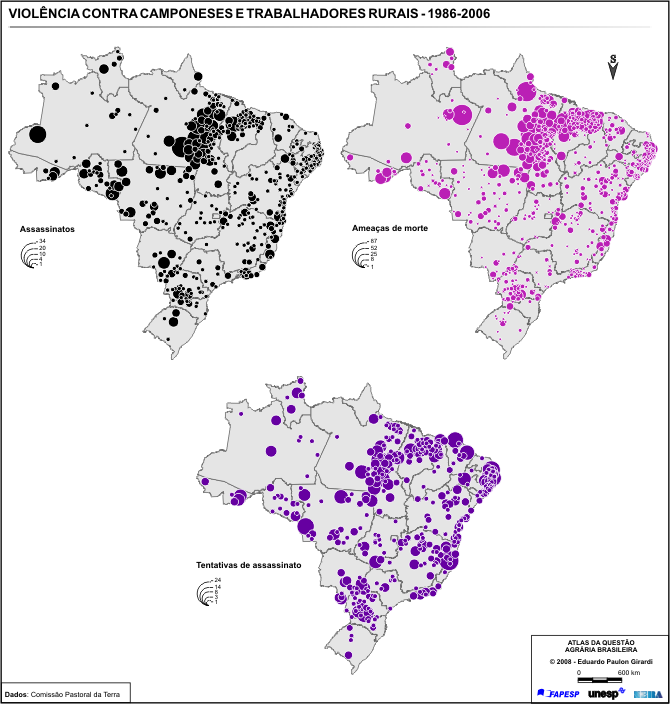 VIOLÊNCIA CONTRA CAMPONESES E TRABALHADORES RURAIS - 1986-2006
S
Assassinatos
34
20
10
4
1
Ameaças de morte
87
52
25
8
1
Tentativas de assassinato
24
14
8
3
1
ATLAS DA QUESTÃO
AGRÁRIA BRASILEIRA
© 2008 - Eduardo Paulon Girardi
0 600 km
FAPESP unesp
Dados: Comissão Pastoral da Terra